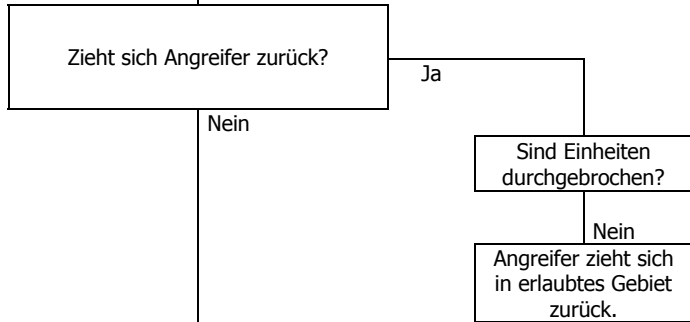 Zieht sich Angreifer zurück?
Ja
Nein
Sind Einheiten
durchgebrochen?
Nein
Angreifer zieht sich
in erlaubtes Gebiet
zurück.